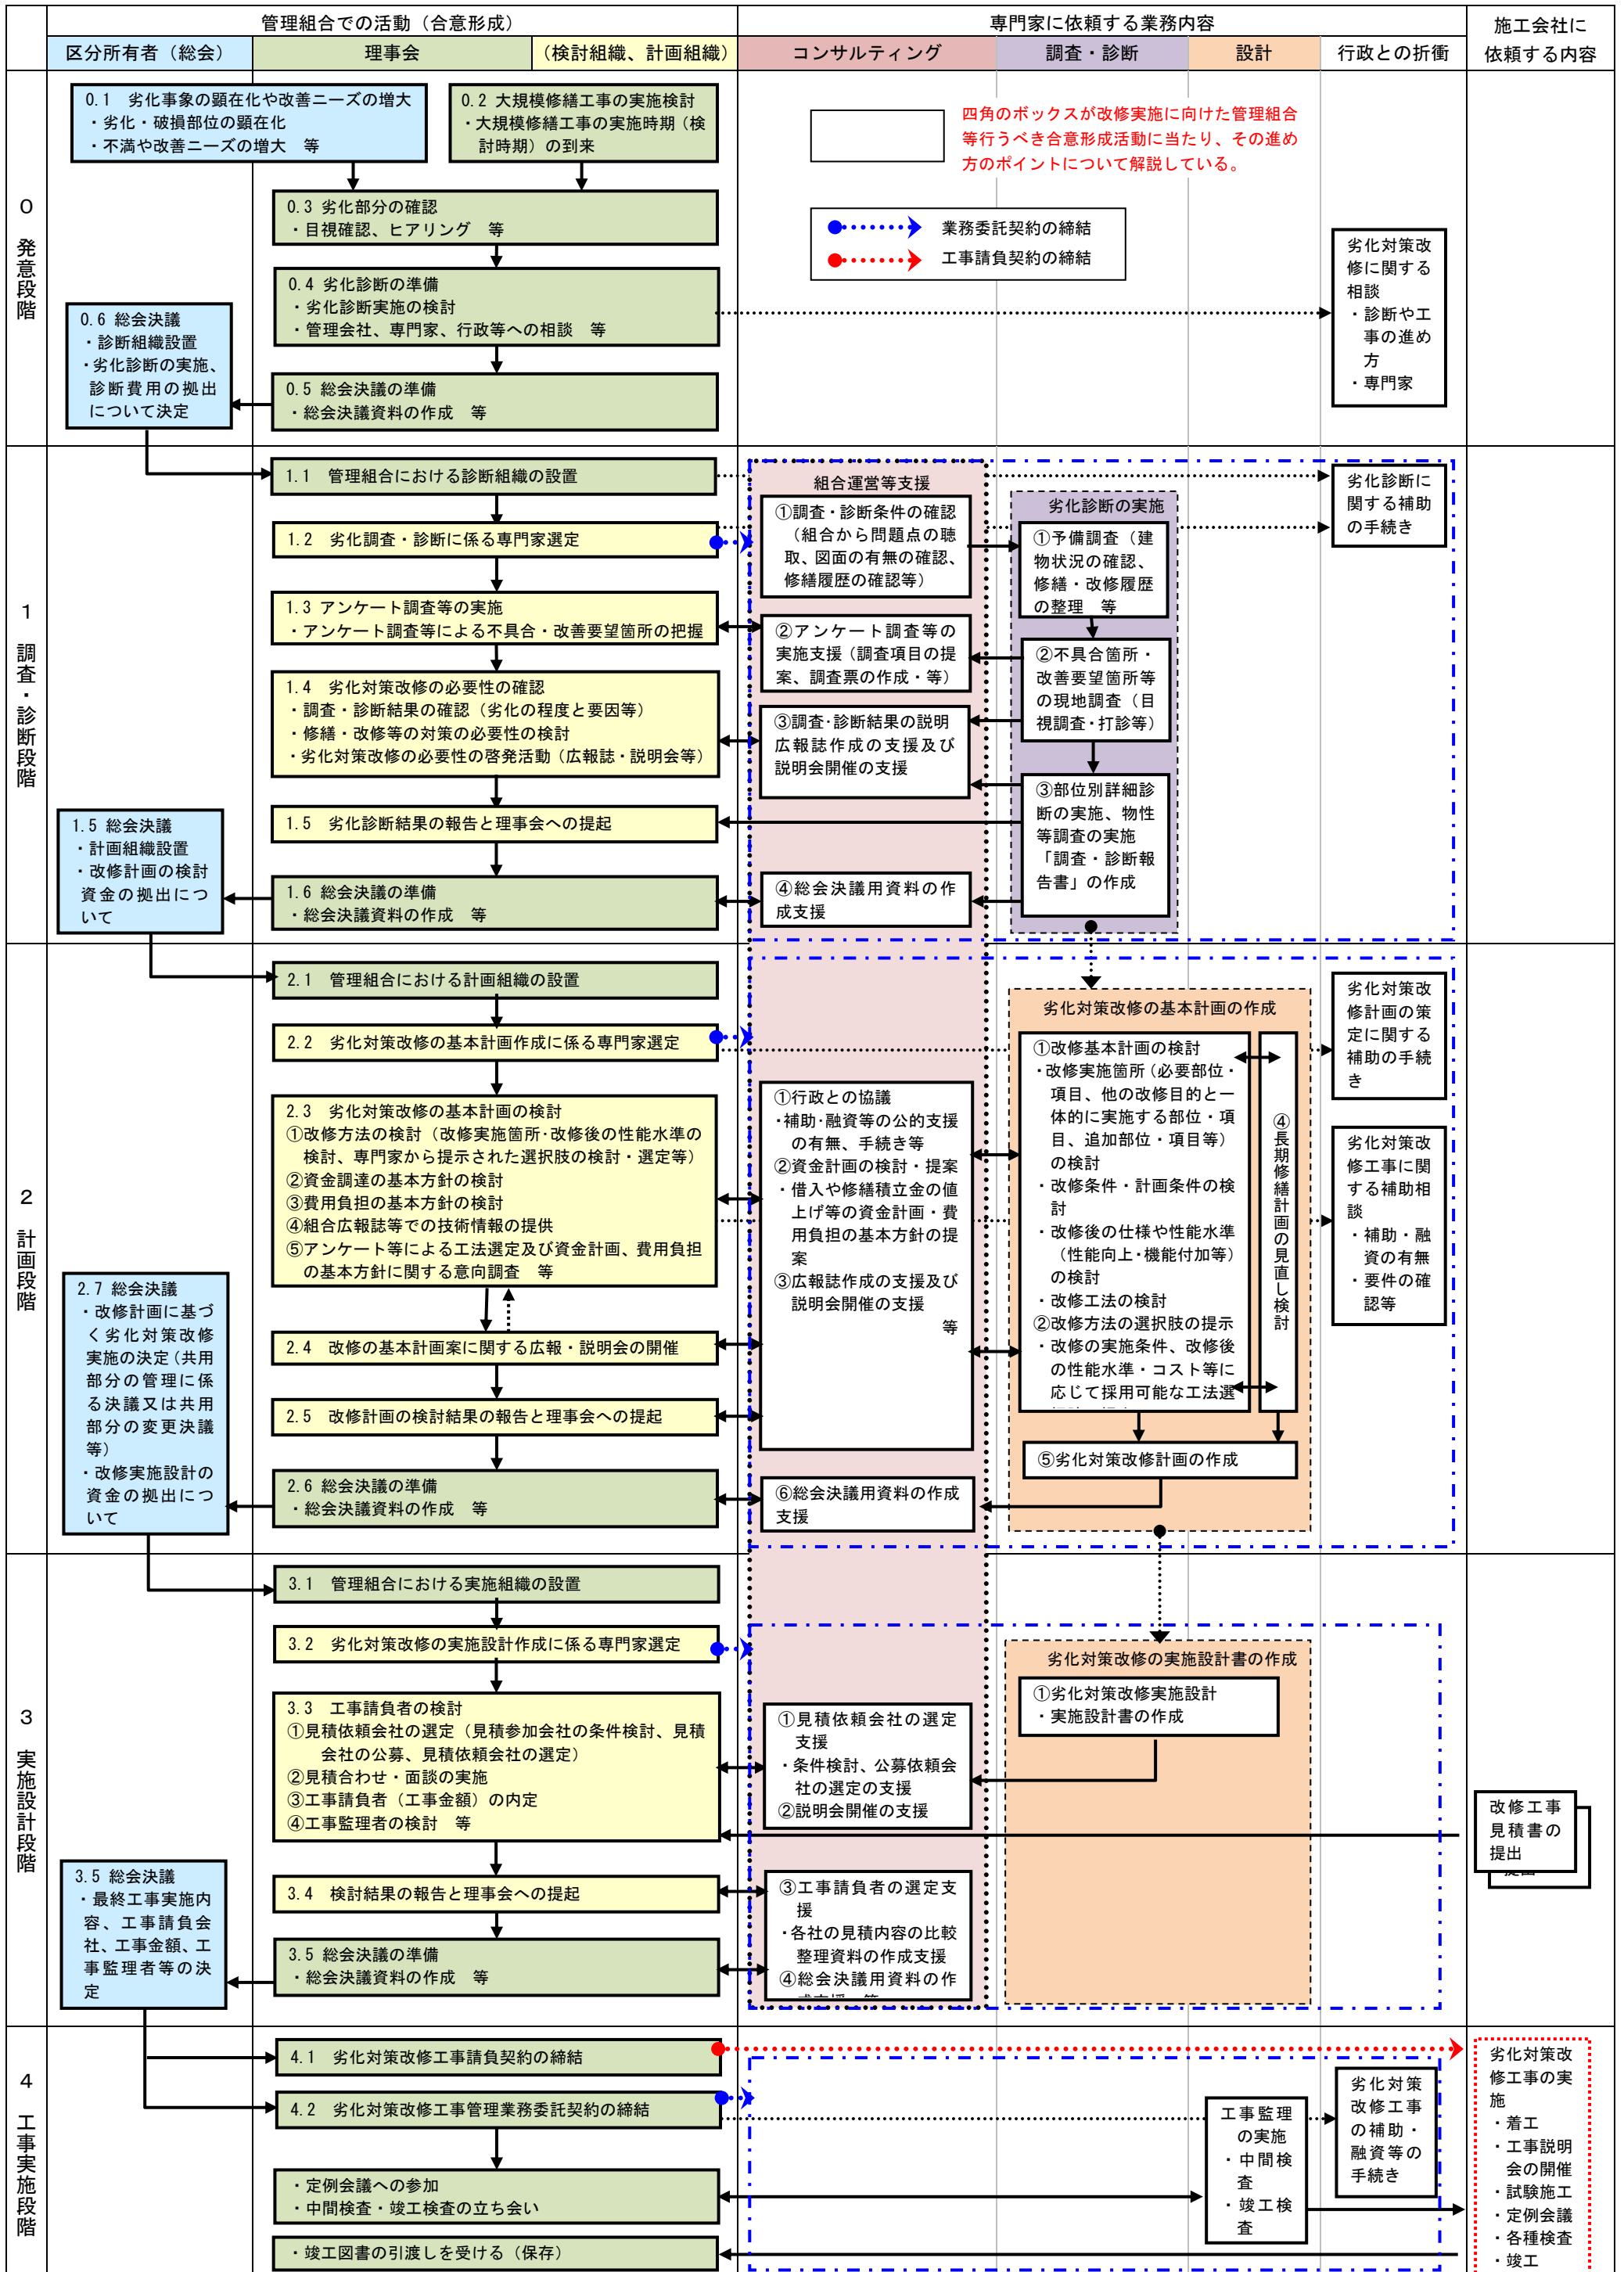 管理組合での活動（合意形成）
専門家に依頼する業務内容
施工会社に
依頼する内容
区分所有者（総会）
理事会
（検討組織、計画組織）
コンサルティング
調査・診断
設計
行政との折衝
0 発意段階
0.1 劣化事象の顕在化や改善ニーズの増大
・劣化・破損部位の顕在化
・不満や改善ニーズの増大 等
0.2 大規模修繕工事の実施検討
・大規模修繕工事の実施時期（検
討時期）の到来
四角のボックスが改修実施に向けた管理組合
等行うべき合意形成活動に当たり、その進め
方のポイントについて解説している。
業務委託契約の締結
工事請負契約の締結
0.3 劣化部分の確認
・目視確認、ヒアリング 等
0.4 劣化診断の準備
・劣化診断実施の検討
・管理会社、専門家、行政等への相談 等
0.5 総会決議の準備
・総会決議資料の作成 等
0.6 総会決議
・診断組織設置
・劣化診断の実施、
診断費用の拠出
について決定
劣化対策改
修に関する
相談
・診断や工
事の進め
方
・専門家
1 調査・診断段階
1.1 管理組合における診断組織の設置
1.2 劣化調査・診断に係る専門家選定
1.3 アンケート調査等の実施
・アンケート調査等による不具合・改善要望箇所の把握
1.4 劣化対策改修の必要性の確認
・調査・診断結果の確認（劣化の程度と要因等）
・修繕・改修等の対策の必要性の検討
・劣化対策改修の必要性の啓発活動（広報誌・説明会等）
1.5 劣化診断結果の報告と理事会への提起
1.6 総会決議の準備
・総会決議資料の作成 等
1.5 総会決議
・計画組織設置
・改修計画の検討
資金の拠出につ
いて
組合運営等支援
①調査・診断条件の確認
（組合から問題点の聴
取、図面の有無の確認、
修繕履歴の確認等）
②アンケート調査等の
実施支援（調査項目の提
案、調査票の作成・等）
③調査・診断結果の説明
広報誌作成の支援及び
説明会開催の支援
④総会決議用資料の作
成支援
劣化診断の実施
①予備調査（建
物状況の確認、
修繕・改修履歴
の整理 等
②不具合箇所・
改善要望箇所等
の現地調査（目
視調査・打診等）
③部位別詳細診
断の実施、物性
等調査の実施
「調査・診断報
告書」の作成
劣化診断に
関する補助
の手続き
2 計画段階
2.1 管理組合における計画組織の設置
2.2 劣化対策改修の基本計画作成に係る専門家選定
2.3 劣化対策改修の基本計画の検討
①改修方法の検討（改修実施箇所・改修後の性能水準の
検討、専門家から提示された選択肢の検討・選定等）
②資金調達の基本方針の検討
③費用負担の基本方針の検討
④組合広報誌等での技術情報の提供
⑤アンケート等による工法選定及び資金計画、費用負担
の基本方針に関する意向調査 等
2.4 改修の基本計画案に関する広報・説明会の開催
2.5 改修計画の検討結果の報告と理事会への提起
2.6 総会決議の準備
・総会決議資料の作成 等
2.7 総会決議
・改修計画に基づ
く劣化対策改修
実施の決定（共用
部分の管理に係
る決議又は共用
部分の変更決議
等）
・改修実施設計の
資金の拠出につ
いて
①行政との協議
・補助・融資等の公的支援
の有無、手続き等
②資金計画の検討・提案
・借入や修繕積立金の値
上げ等の資金計画・費
用負担の基本方針の提
案
③広報誌作成の支援及び
説明会開催の支援
等
⑥総会決議用資料の作成
支援
劣化対策改修の基本計画の作成
①改修基本計画の検討
・改修実施箇所（必要部位・
項目、他の改修目的と一
体的に実施する部位・項
目、追加部位・項目等）
の検討
・改修条件・計画条件の検
討
・改修後の仕様や性能水準
（性能向上・機能付加等）
の検討
・改修工法の検討
②改修方法の選択肢の提示
・改修の実施条件、改修後
の性能水準・コスト等に
応じて採用可能な工法選
④長期修繕計画の見直し検討
⑤劣化対策改修計画の作成
劣化対策改
修計画の策
定に関する
補助の手続
き
劣化対策改
修工事に関
する補助相
談
・補助・融
資の有無
・要件の確
認等
3 実施設計段階
3.1 管理組合における実施組織の設置
3.2 劣化対策改修の実施設計作成に係る専門家選定
3.3 工事請負者の検討
①見積依頼会社の選定（見積参加会社の条件検討、見積
会社の公募、見積依頼会社の選定）
②見積合わせ・面談の実施
③工事請負者（工事金額）の内定
④工事監理者の検討 等
3.4 検討結果の報告と理事会への提起
3.5 総会決議の準備
・総会決議資料の作成 等
3.5 総会決議
・最終工事実施内
容、工事請負会
社、工事金額、工
事監理者等の決
定
①見積依頼会社の選定
支援
・条件検討、公募依頼会
社の選定の支援
②説明会開催の支援
③工事請負者の選定支
援
・各社の見積内容の比較
整理資料の作成支援
④総会決議用資料の作
劣化対策改修の実施設計書の作成
①劣化対策改修実施設計
・実施設計書の作成
改修工事
見積書の
提出
4 工事実施段階
4.1 劣化対策改修工事請負契約の締結
4.2 劣化対策改修工事管理業務委託契約の締結
・定例会議への参加
・中間検査・竣工検査の立ち会い
・竣工図書の引渡しを受ける（保存）
工事監理
の実施
・中間検
査
・竣工検
査
劣化対策
改修工事
の補助・
融資等の
手続き
劣化対策改
修工事の実
施
・着工
・工事説明
会の開催
・試験施工
・定例会議
・各種検査
・竣工